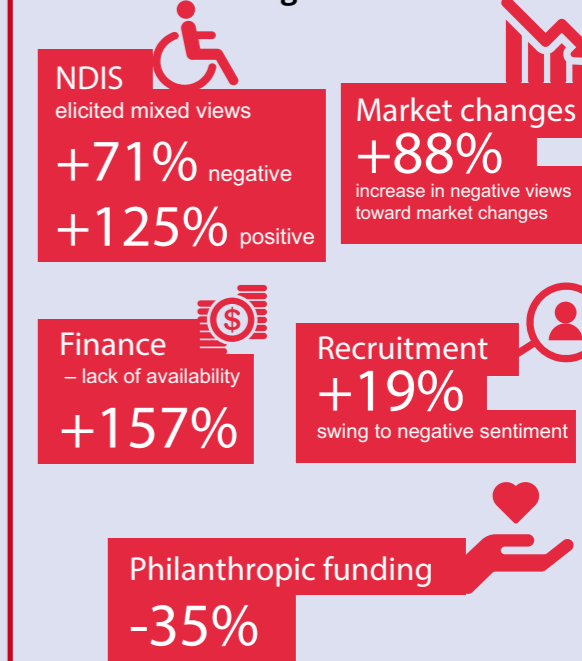 NDIS
elicited mixed views
+71% negative
+125% positive
Market changes
+88%
increase in negative views
toward market changes
Finance
$
– lack of availability
+157%
Recruitment
+19%
swing to negative sentiment
Philanthropic funding
-35%